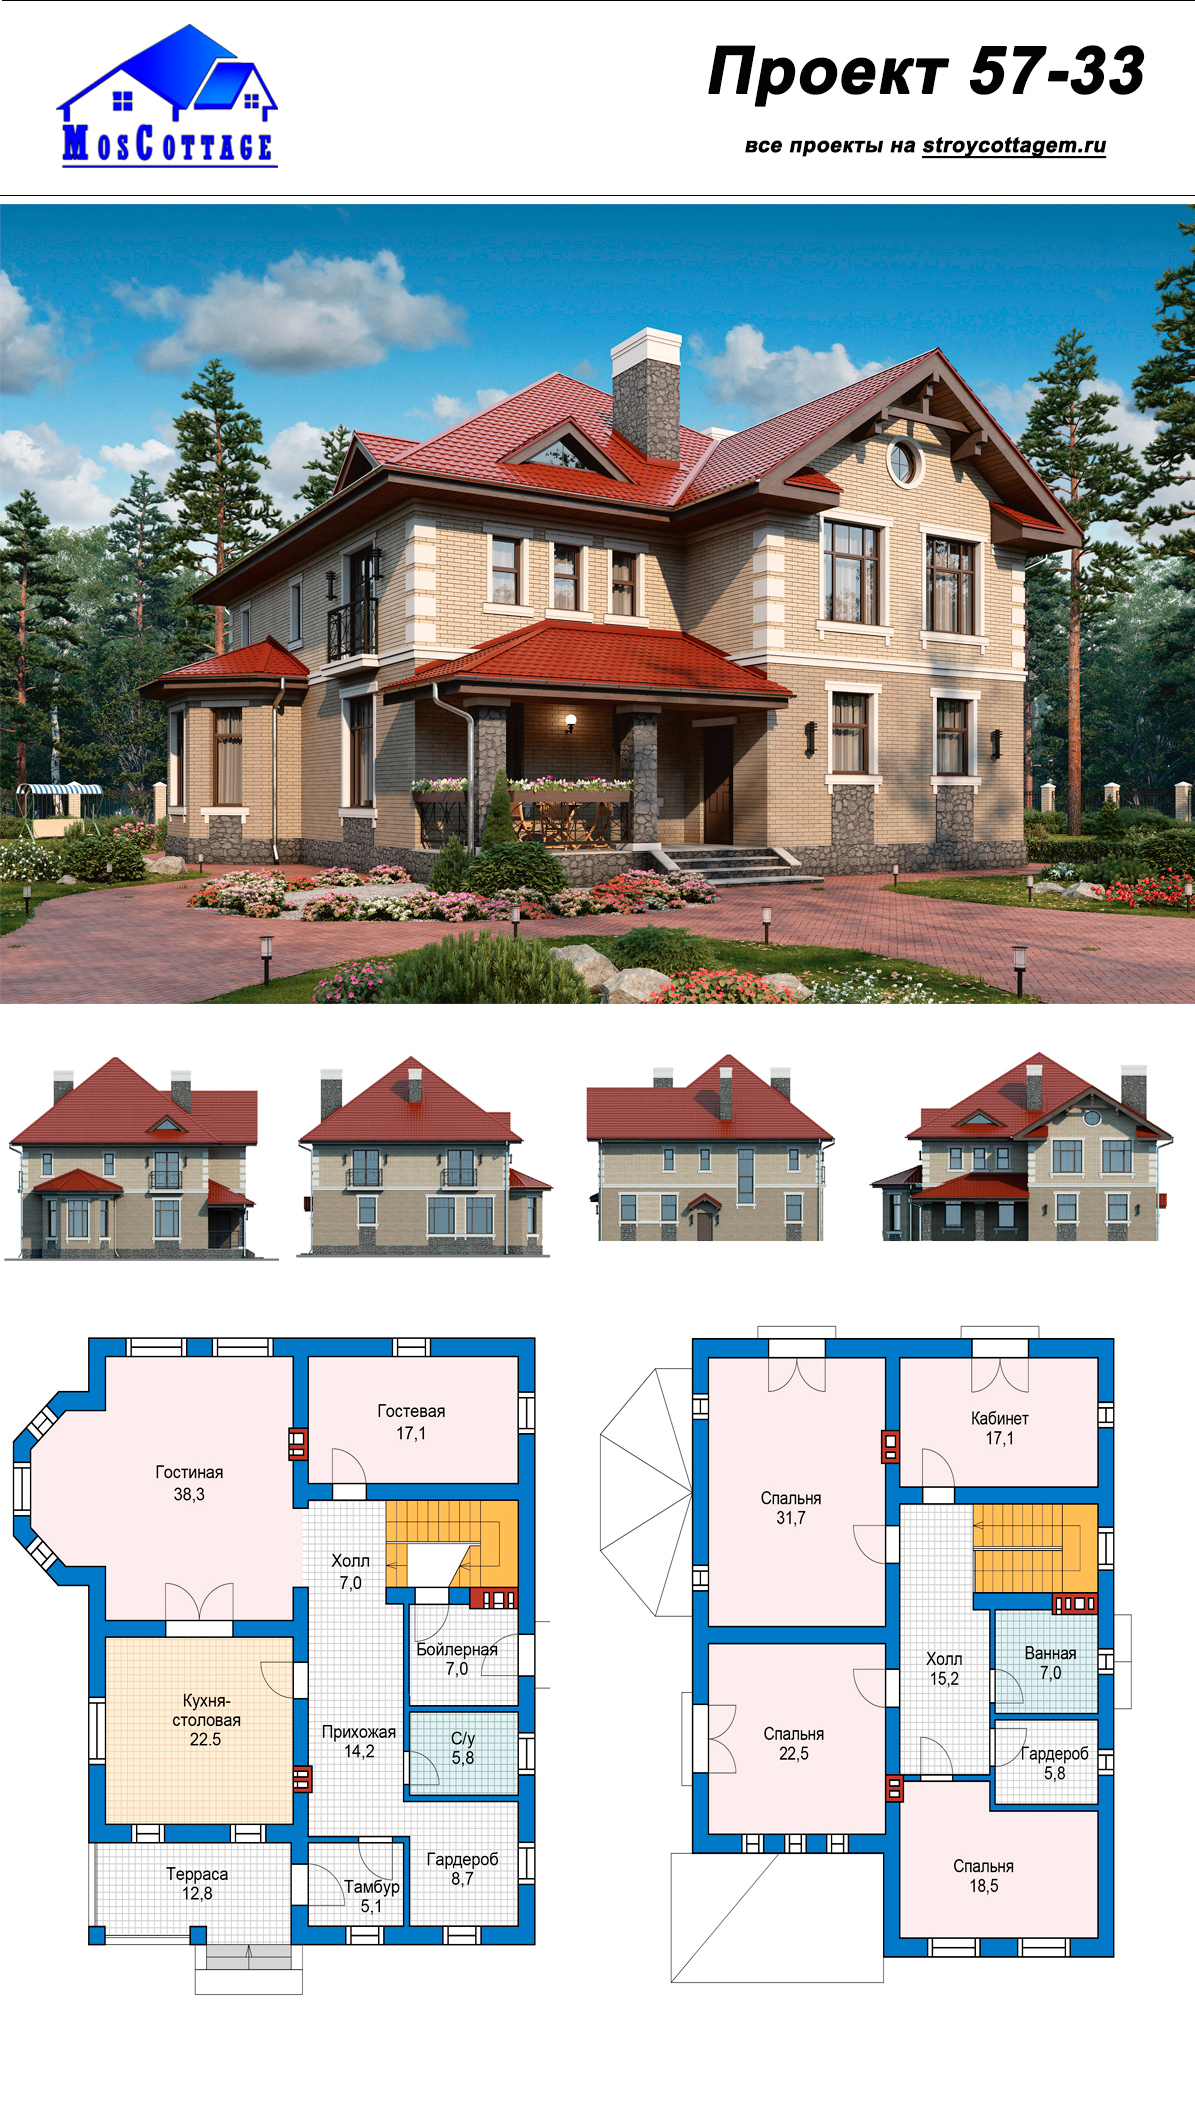 MosCottage
Проект 57-33
все проекты на stroycottagem.ru
Гостевая
17,1
Гостиная
38,3
Холл
7,0
Бойлерная
7,0
Кухня-
столовая
22.5
Прихожая
14,2
С/у
5,8
Гардероб
8,7
Терраса
12,8
Тамбур
5,1
Кабинет
17,1
Спальня
31,7
Ванная
7,0
Холл
15,2
Спальня
22,5
Гардероб
5,8
Спальня
18,5